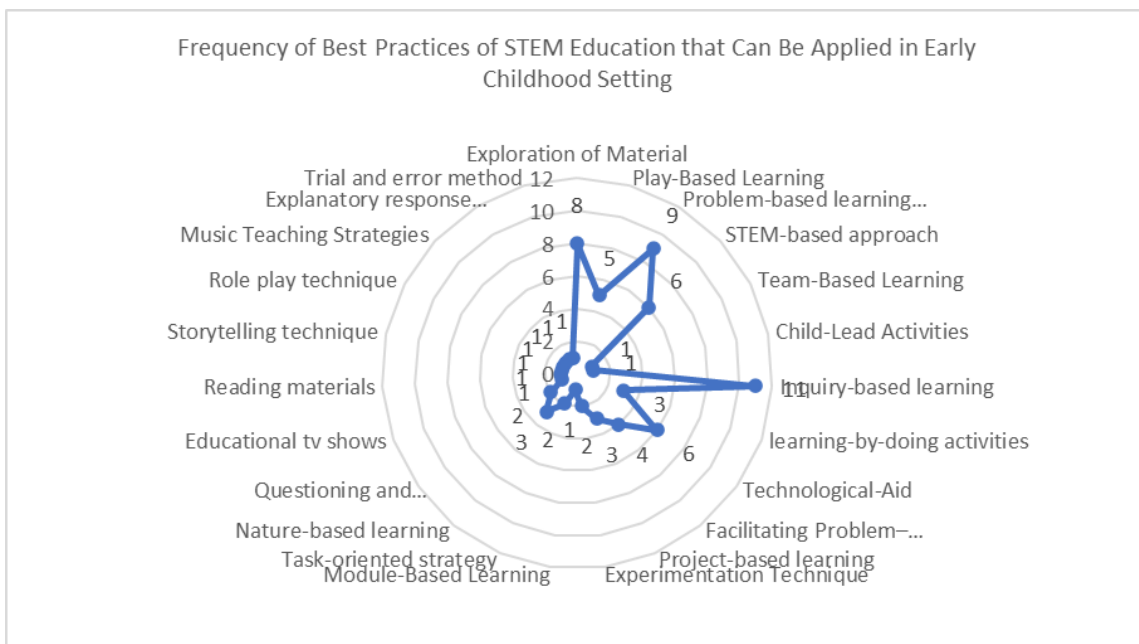 Frequency of Best Practices of STEM Education that Can Be Applied in Early
Childhood Setting
Exploration of Material
Trial and error method
12
Play-Based Learning
Explanatory response...
10
8
9
Problem-based learning...
Music Teaching Strategies
8
5
6
STEM-based approach
Role play technique
6
Team-Based Learning
Storytelling technique
4
1
1
1
1
1
1
Child-Lead Activities
2
Reading materials
1
0
1
11
Inquiry-based learning
1
1
3
Educational tv shows
2
3
2
1
2
3
4
6
learning-by-doing activities
Questioning and...
Technological-Aid
Nature-based learning
Facilitating Problem–...
Task-oriented strategy
Project-based learning
Module-Based Learning
Experimentation Technique